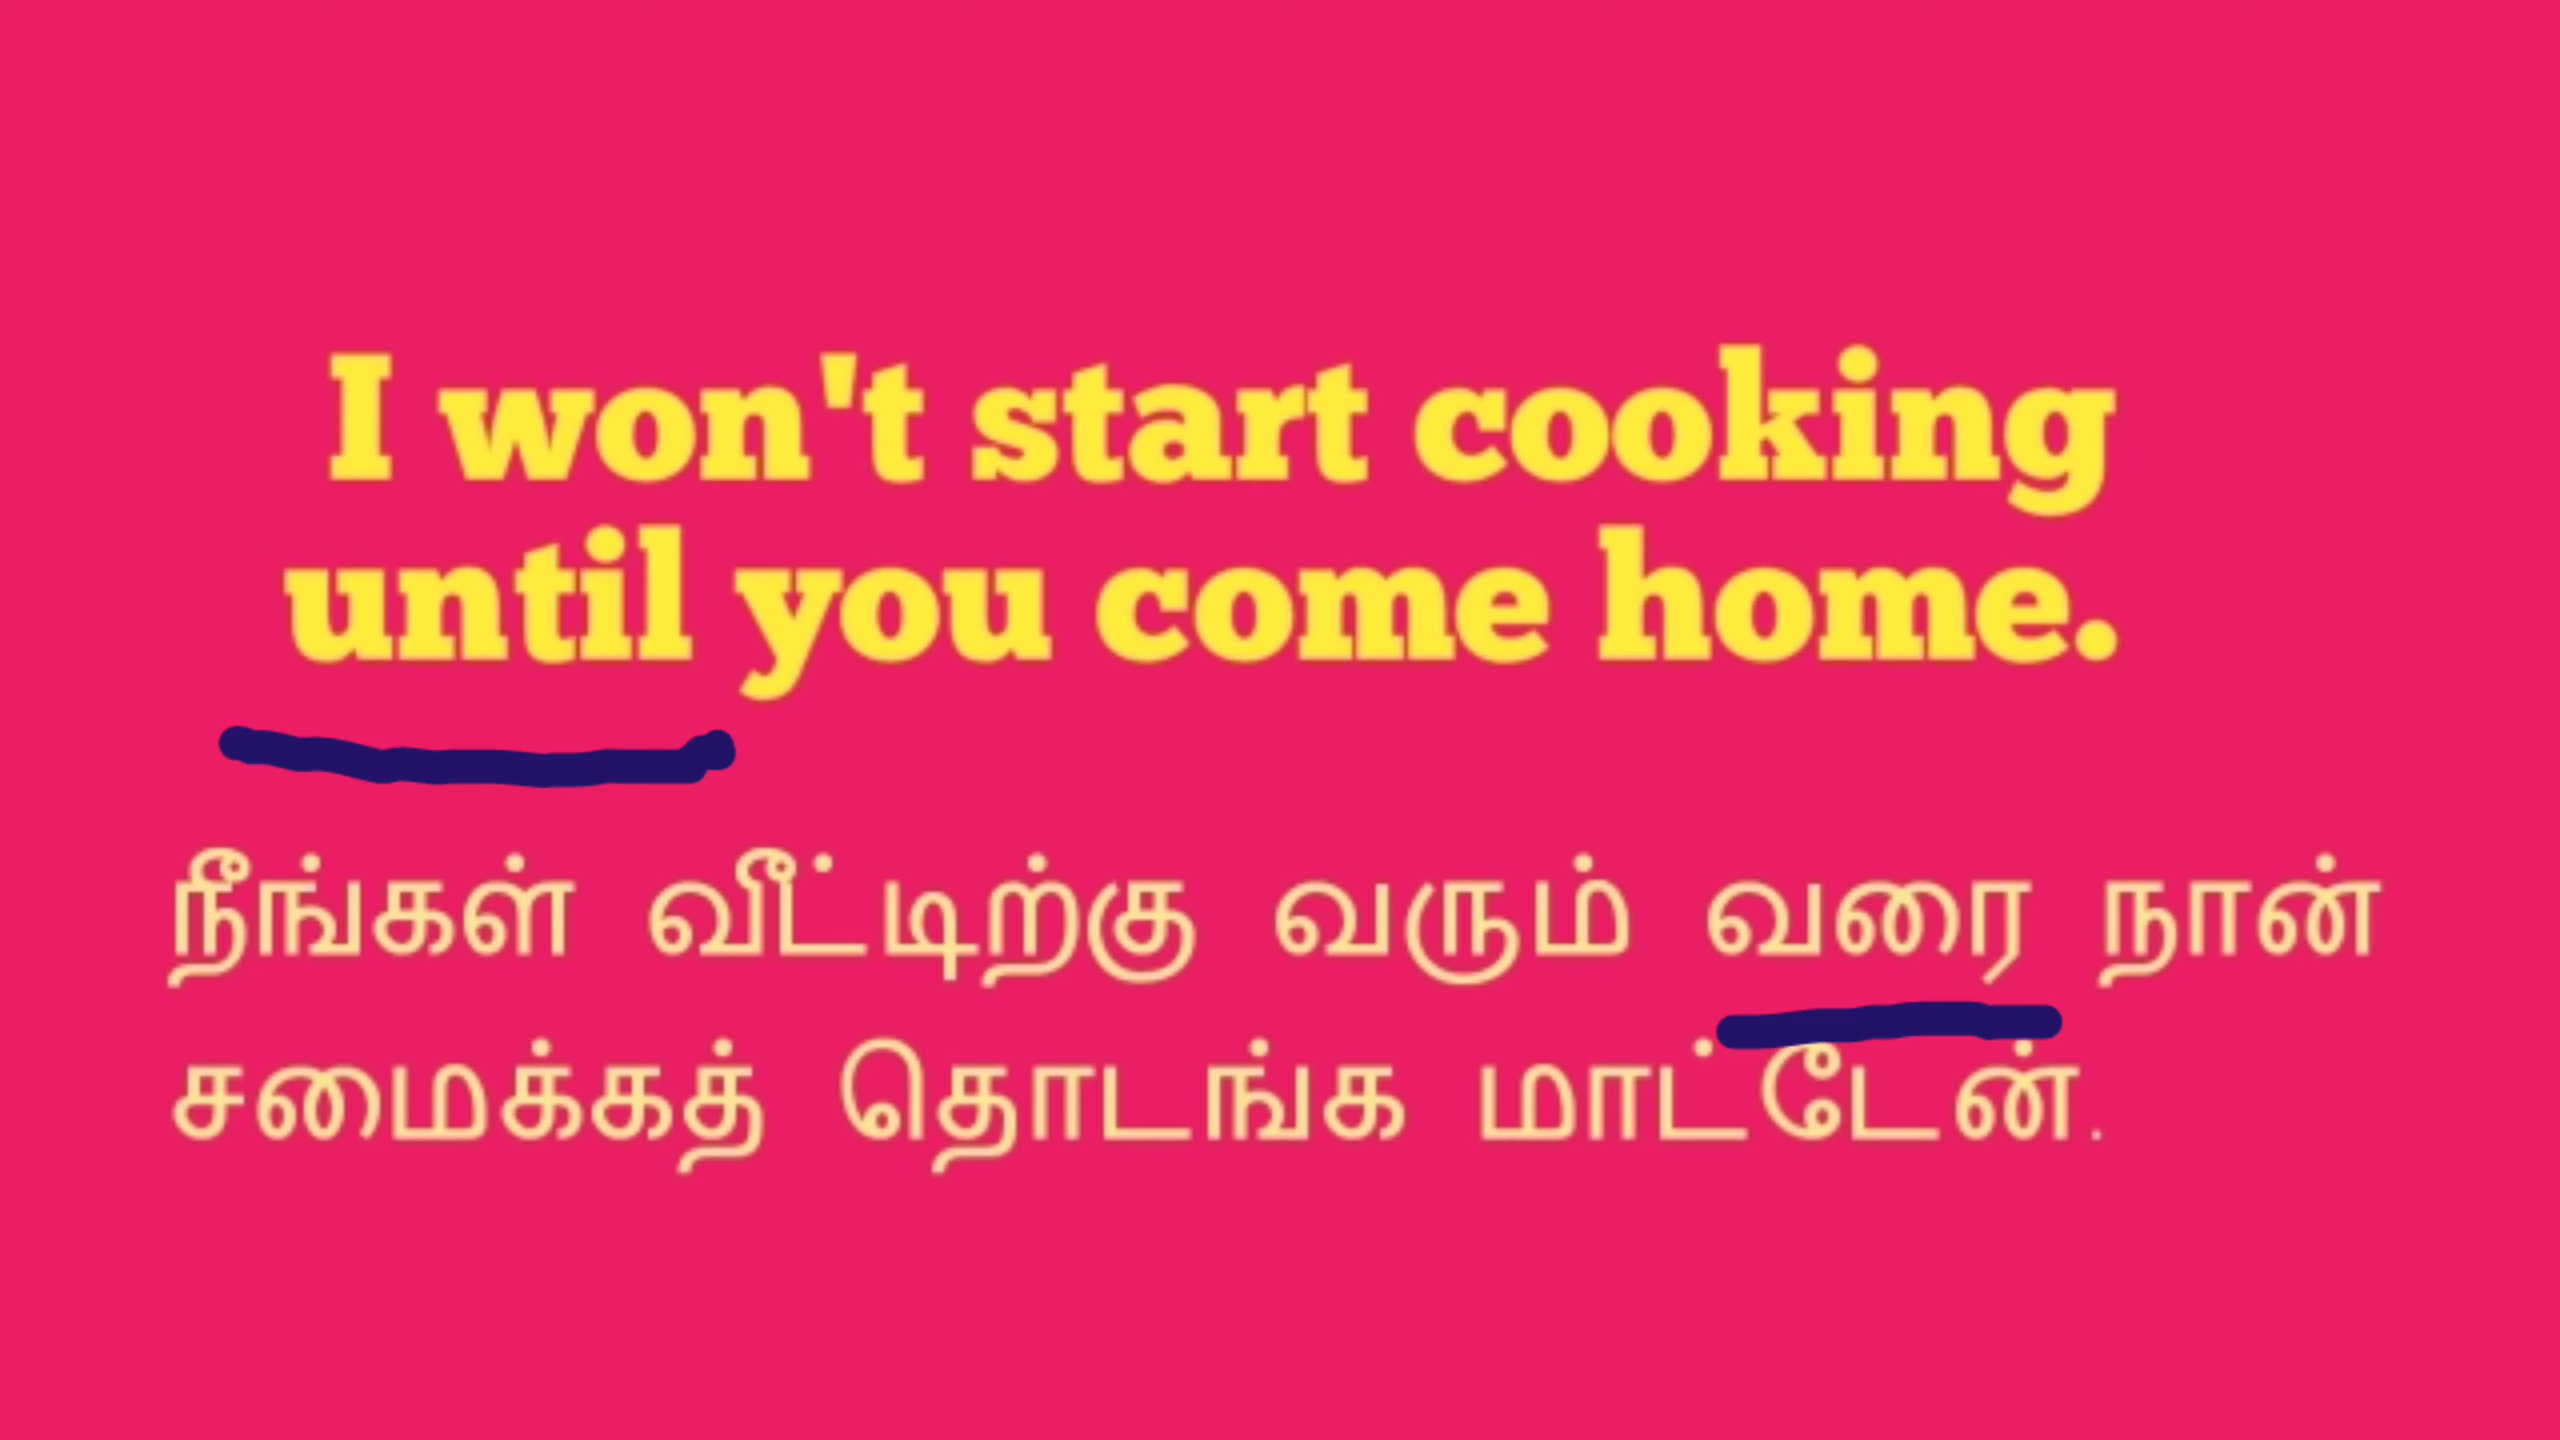 I won't start cooking
until you come home.
நீங்கள் வீட்டிற்கு வரும் வரை நான்
சமைக்கத் தொடங்க மாட்டேன்.